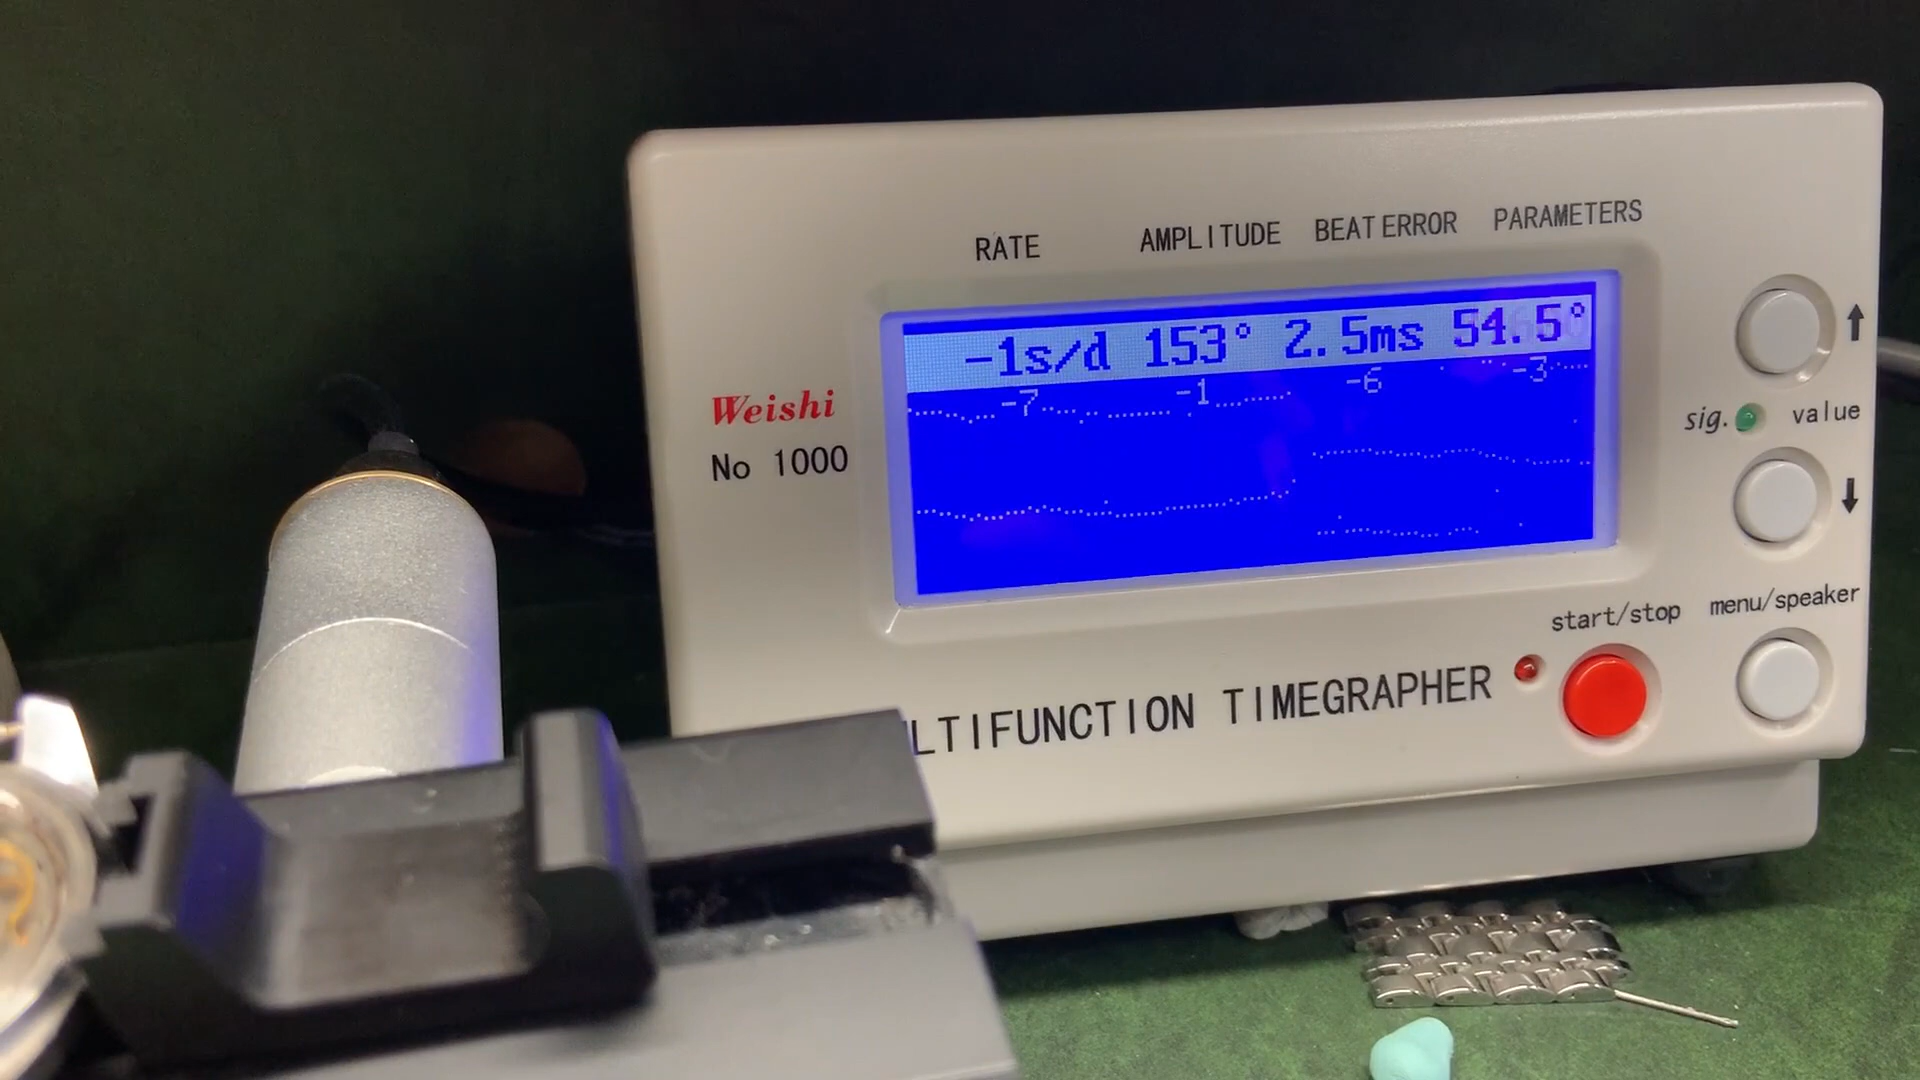 RATE AMPLITUDE BEAT ERROR PARAMETERS
-1s/d 153° 2.5ms 54.5°
-7 -1 -6 -3
Weishi
No 1000
sig. value
start/stop menu/speaker
LTIFUNCTION TIMEGRAPHER